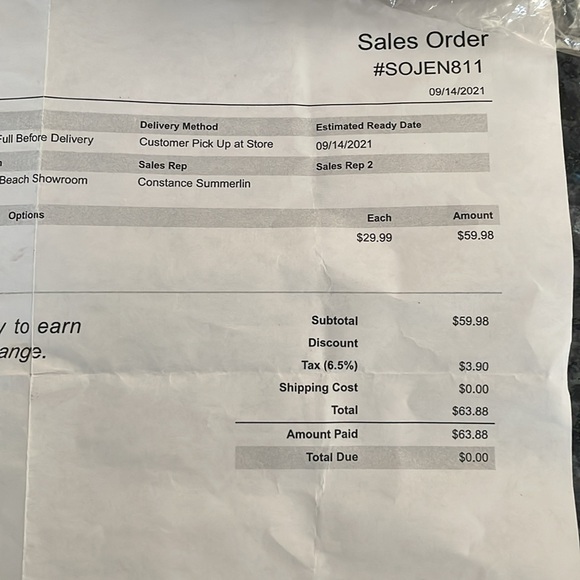 Sales Order
#SOJEN811
09/14/2021
Delivery Method Estimated Ready Date
Full Before Delivery Customer Pick Up at Store 09/14/2021
Sales Rep Sales Rep 2
Beach Showroom Constance Summerlin
Options Each Amount
$29.99 $59.98
Subtotal $59.98
to earn
Discount
ange.
Tax (6.5%) $3.90
Shipping Cost $0.00
Total $63.88
Amount Paid $63.88
Total Due $0.00